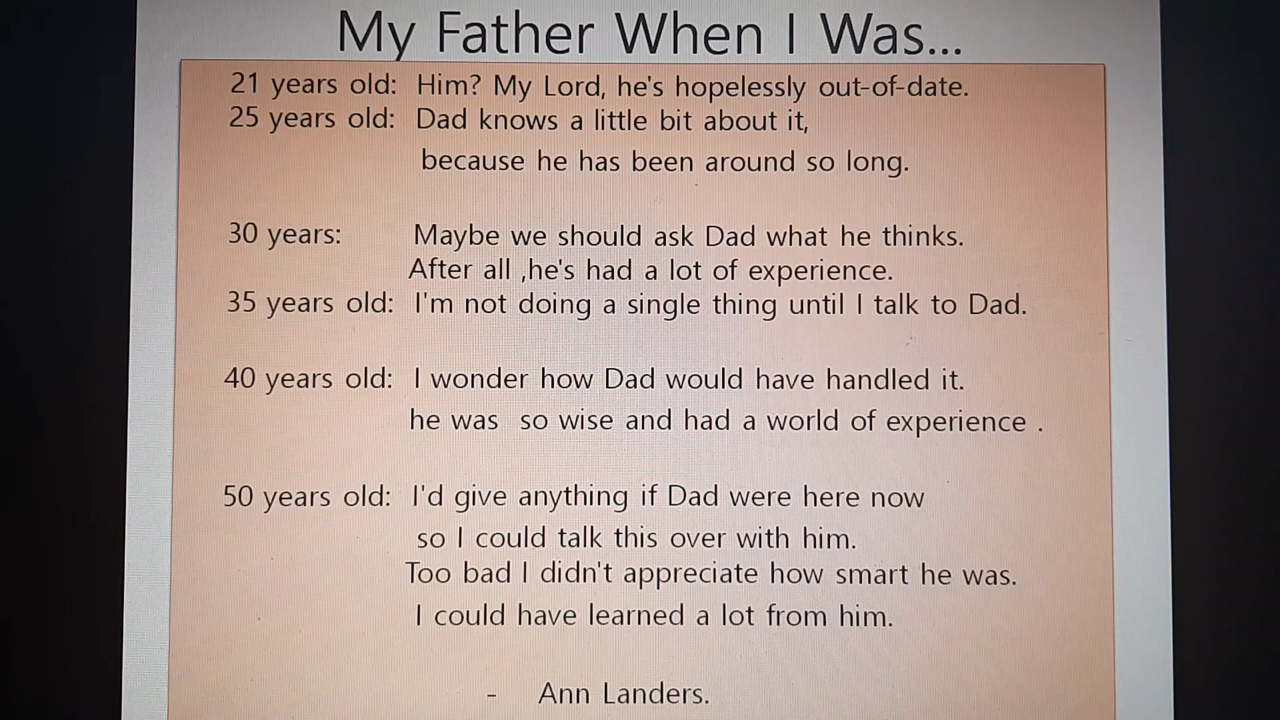 My Father When I Was...
21 years old: Him? My Lord, he's hopelessly out-of-date.
25 years old: Dad knows a little bit about it,
because he has been around so long.
30 years: Maybe we should ask Dad what he thinks.
After all ,he's had a lot of experience.
35 years old: I'm not doing a single thing until I talk to Dad.
40 years old: I wonder how Dad would have handled it.
he was so wise and had a world of experience .
50 years old: I'd give anything if Dad were here now
so I could talk this over with him.
Too bad I didn't appreciate how smart he was.
I could have learned a lot from him.
- Ann Landers.